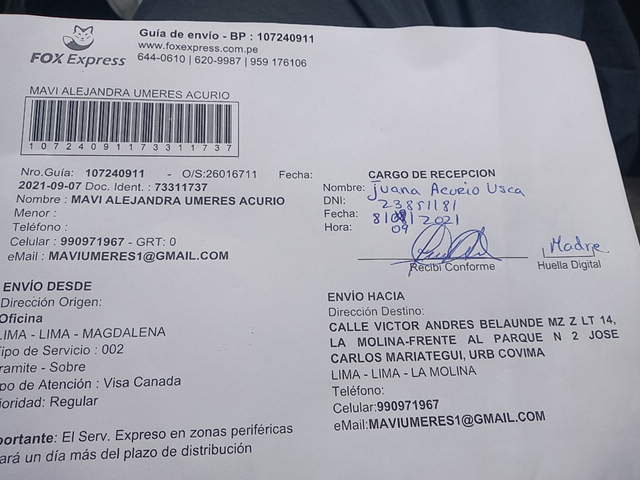 FOX Express
Guía de envío - BP : 107240911
www.foxexpress.com.pe
644-0610 | 620-9987 | 959 176106
MAVI ALEJANDRA UMERES ACURIO
10724091173311737
Nro.Guía: 107240911 - O/S:26016711 Fecha:
2021-09-07 Doc. Ident. : 73311737
Nombre : MAVI ALEJANDRA UMERES ACURIO
Menor :
Teléfono :
Celular : 990971967 - GRT: 0
eMail : MAVIUMERES1@GMAIL.COM
CARGO DE RECEPCION
Nombre: Juana Acurio Usca
DNI: 23851181
Fecha: 8/09/2021
Hora: 09
Recibí Conforme
Madre
Huella Digital
ENVÍO DESDE
Dirección Origen:
Oficina
LIMA - LIMA - MAGDALENA
Tipo de Servicio : 002
Tramite - Sobre
po de Atención : Visa Canada
ioridad: Regular
ENVÍO HACIA
Dirección Destino:
CALLE VICTOR ANDRES BELAUNDE MZ Z LT 14,
LA MOLINA-FRENTE AL PARQUE N 2 JOSE
CARLOS MARIATEGUI, URB COVIMA
LIMA - LIMA - LA MOLINA
Teléfono:
Celular:990971967
eMail:MAVIUMERES1@GMAIL.COM
portante: El Serv. Expreso en zonas periféricas
ará un día más del plazo de distribución